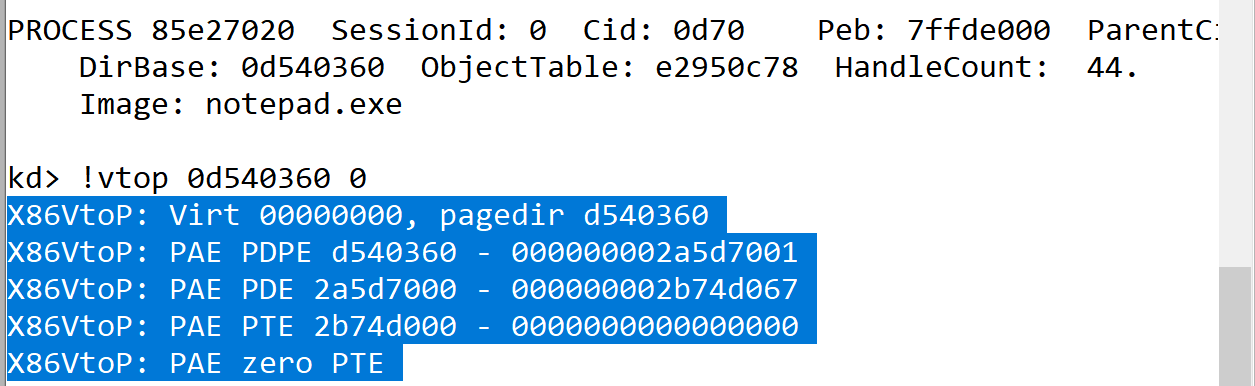 PROCESS 85e27020  SessionId: 0  Cid: 0d70    Peb: 7ffde000  ParentCi
    DirBase: 0d540360  ObjectTable: e2950c78  HandleCount:  44.
    Image: notepad.exe
kd> !vtop 0d540360 0
X86VtoP: Virt 00000000, pagedir d540360
X86VtoP: PAE PDPE d540360 - 000000002a5d7001
X86VtoP: PAE PDE 2a5d7000 - 000000002b74d067
X86VtoP: PAE PTE 2b74d000 - 0000000000000000
X86VtoP: PAE zero PTE